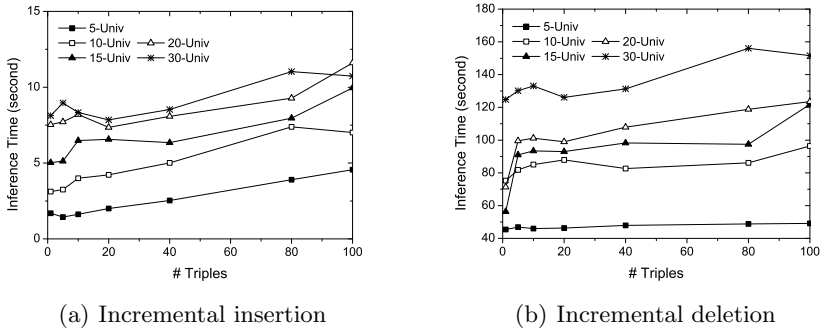 15
10
5
0
Inference Time (second)
5-Univ
10-Univ
20-Univ
15-Univ
30-Univ
0 20 40 60 80 100
# Triples
(a) Incremental insertion
180
160
140
120
100
80
60
40
Inference Time (second)
5-Univ
10-Univ
20-Univ
15-Univ
30-Univ
0 20 40 60 80 100
# Triples
(b) Incremental deletion